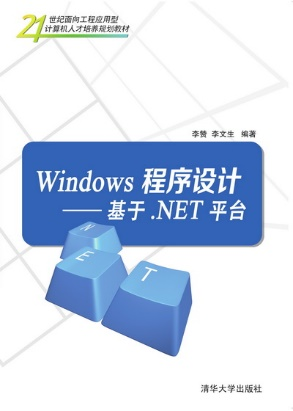 21世纪面向工程应用型
计算机人才培养规划教材
李赞 李文生 编著
Windows 程序设计
——基于 .NET 平台
N
E T
清华大学出版社